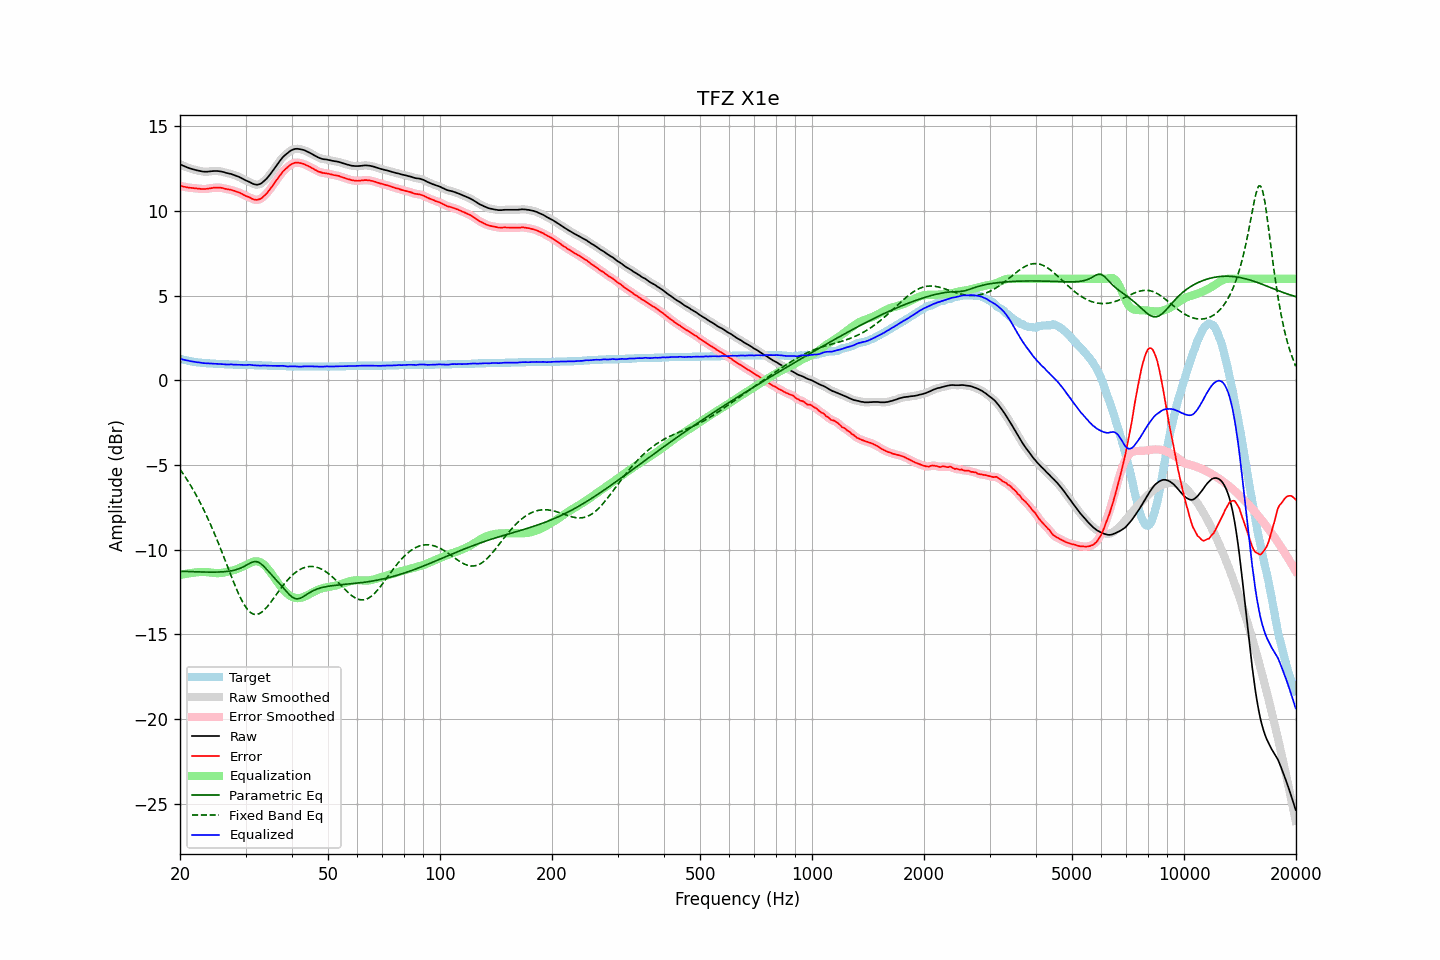 TFZ X1e
15
10
5
0
−5
−10
−15
−20
−25
Amplitude (dBr)
Target
Raw Smoothed
Error Smoothed
Raw
Error
Equalization
Parametric Eq
Fixed Band Eq
Equalized
20 50 100 200 500 1000 2000 5000 10000 20000
Frequency (Hz)